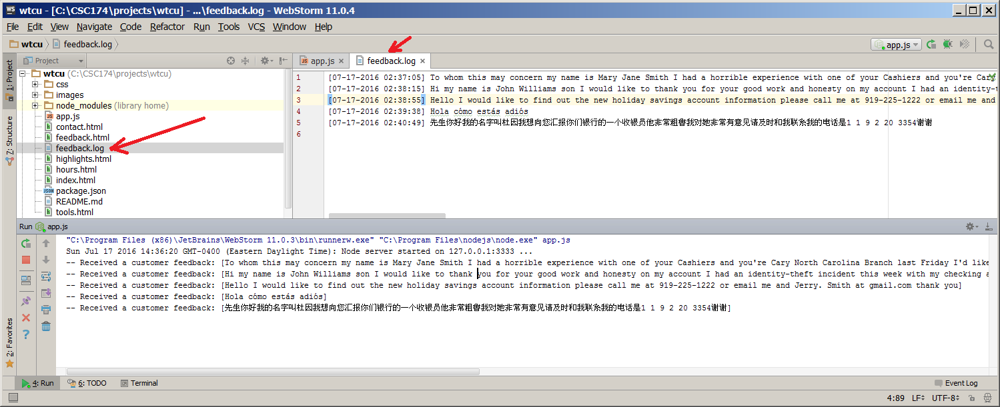 wtcu - [C:\CSC174\projects\wtcu] - ...\feedback.log - WebStorm 11.0.4
File Edit View Navigate Code Refactor Run Tools VCS Window Help
wtcu feedback.log app.js
1: Project
Project
app.js feedback.log
wtcu (C:\CSC174\projects\wtcu)
css
images
node_modules (library home)
app.js
contact.html
feedback.html
feedback.log
highlights.html
hours.html
index.html
package.json
README.md
tools.html
1 [07-17-2016 02:37:05] To whom this may concern my name is Mary Jane Smith I had a horrible experience with one of your Cashiers and you're Cary
2 [07-17-2016 02:38:15] Hi my name is John Williams son I would like to thank you for your good work and honesty on my account I had an identity-t
3 [07-17-2016 02:38:55] Hello I would like to find out the new holiday savings account information please call me at 919-225-1222 or email me and
4 [07-17-2016 02:39:38] Hola cómo estás adiós
5 [07-17-2016 02:40:49] 先生你好我的名字叫杜因我想向您汇报你们银行的一个收银员他非常粗鲁我对她非常有意见请及时和我联系我的电话是1 1 9 2 20 3354谢谢
6
7: Structure
Run app.js
"C:\Program Files (x86)\JetBrains\WebStorm 11.0.3\bin\runnerw.exe" "C:\Program Files\nodejs\node.exe" app.js
Sun Jul 17 2016 14:36:20 GMT-0400 (Eastern Daylight Time): Node server started on 127.0.0.1:3333 ...
-- Received a customer feedback: [To whom this may concern my name is Mary Jane Smith I had a horrible experience with one of your Cashiers and you're Cary North Carolina Branch last Friday I'd like
-- Received a customer feedback: [Hi my name is John Williams son I would like to thank you for your good work and honesty on my account I had an identity-theft incident this week with my checking a
-- Received a customer feedback: [Hello I would like to find out the new holiday savings account information please call me at 919-225-1222 or email me and Jerry. Smith at gmail.com thank you]
-- Received a customer feedback: [Hola cómo estás adiós]
-- Received a customer feedback: [先生你好我的名字叫杜因我想向您汇报你们银行的一个收银员他非常粗鲁我对她非常有意见请及时和我联系我的电话是1 1 9 2 20 3354谢谢]
2: Favorites
4: Run 6: TODO Terminal Event Log
4:89 LF UTF-8